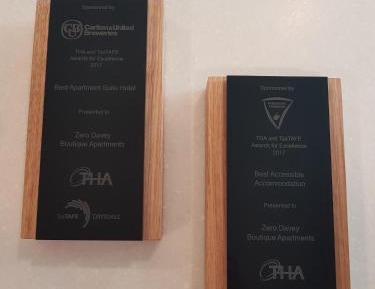 Sponsored by
CUB
Carlton & United
Breweries
THA and TasTAFE
Awards for Excellence
2017
Best Apartment/Suite Hotel
Presented to
Zero Davey
Boutique Apartments
THA
TasTAFE DRYSDALE
Sponsored by
THA and TasTAFE
Awards for Excellence
2017
Best Accessible
Accommodation
Presented to
Zero Davey
Boutique Apartments
THA